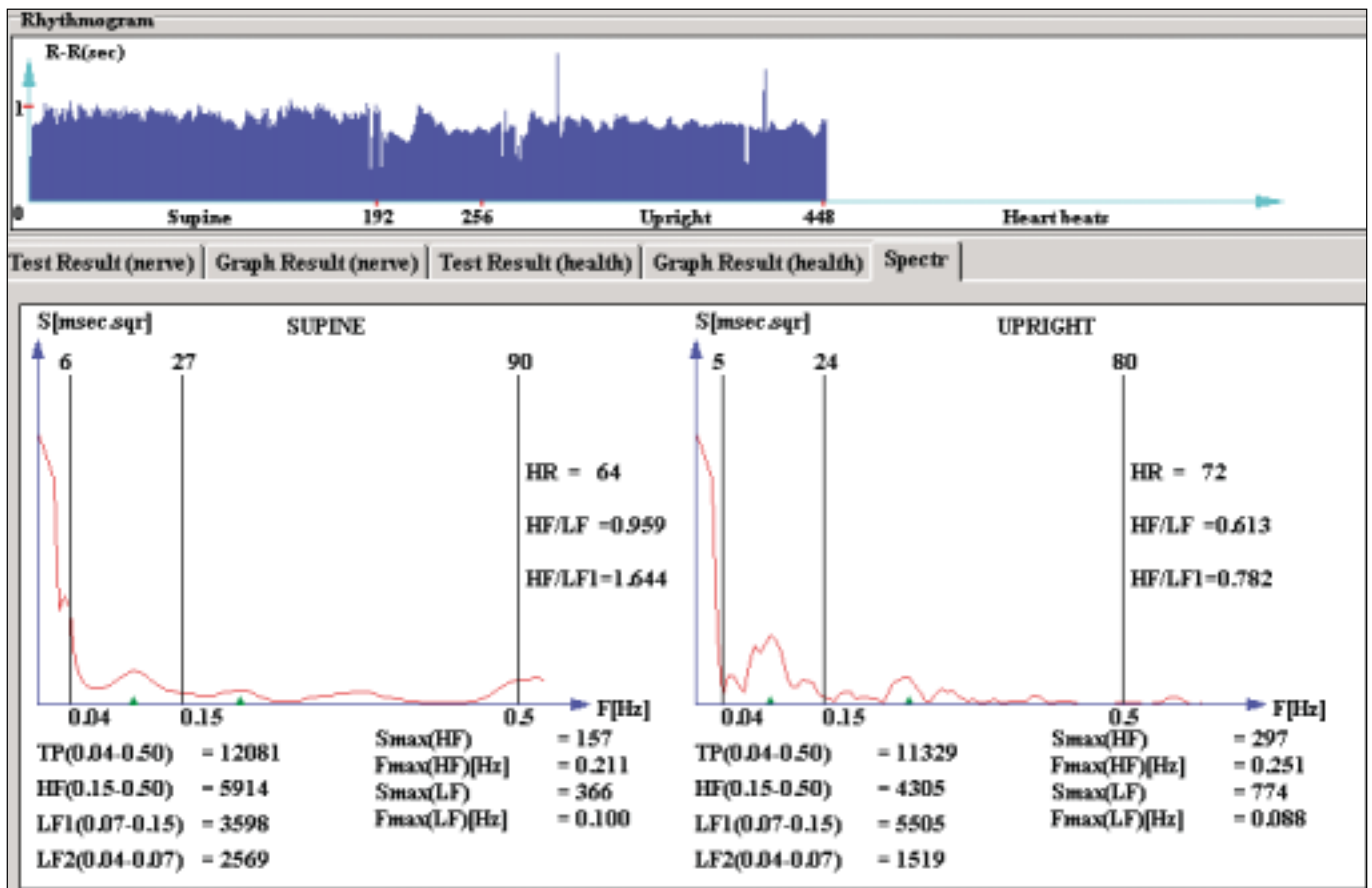 Rhythmogram
R-R(sec)
1
0 Supine 192 256 Upright 448 Heart beats
Test Result (nerve) Graph Result (nerve) Test Result (health) Graph Result (health) Spectr
S[msec.sqr] SUPINE
6 27 90
HR = 64
HF/LF =0.959
HF/LF1=1.644
0.04 0.15 0.5 F[Hz]
TP(0.04-0.50) = 12081
HF(0.15-0.50) = 5914
LF1(0.07-0.15) = 3598
LF2(0.04-0.07) = 2569
Smax(HF) = 157
Fmax(HF)[Hz] = 0.211
Smax(LF) = 366
Fmax(LF)[Hz] = 0.100
S[msec.sqr] UPRIGHT
5 24 80
HR = 72
HF/LF =0.613
HF/LF1=0.782
0.04 0.15 0.5 F[Hz]
TP(0.04-0.50) = 11329
HF(0.15-0.50) = 4305
LF1(0.07-0.15) = 5505
LF2(0.04-0.07) = 1519
Smax(HF) = 297
Fmax(HF)[Hz] = 0.251
Smax(LF) = 774
Fmax(LF)[Hz] = 0.088